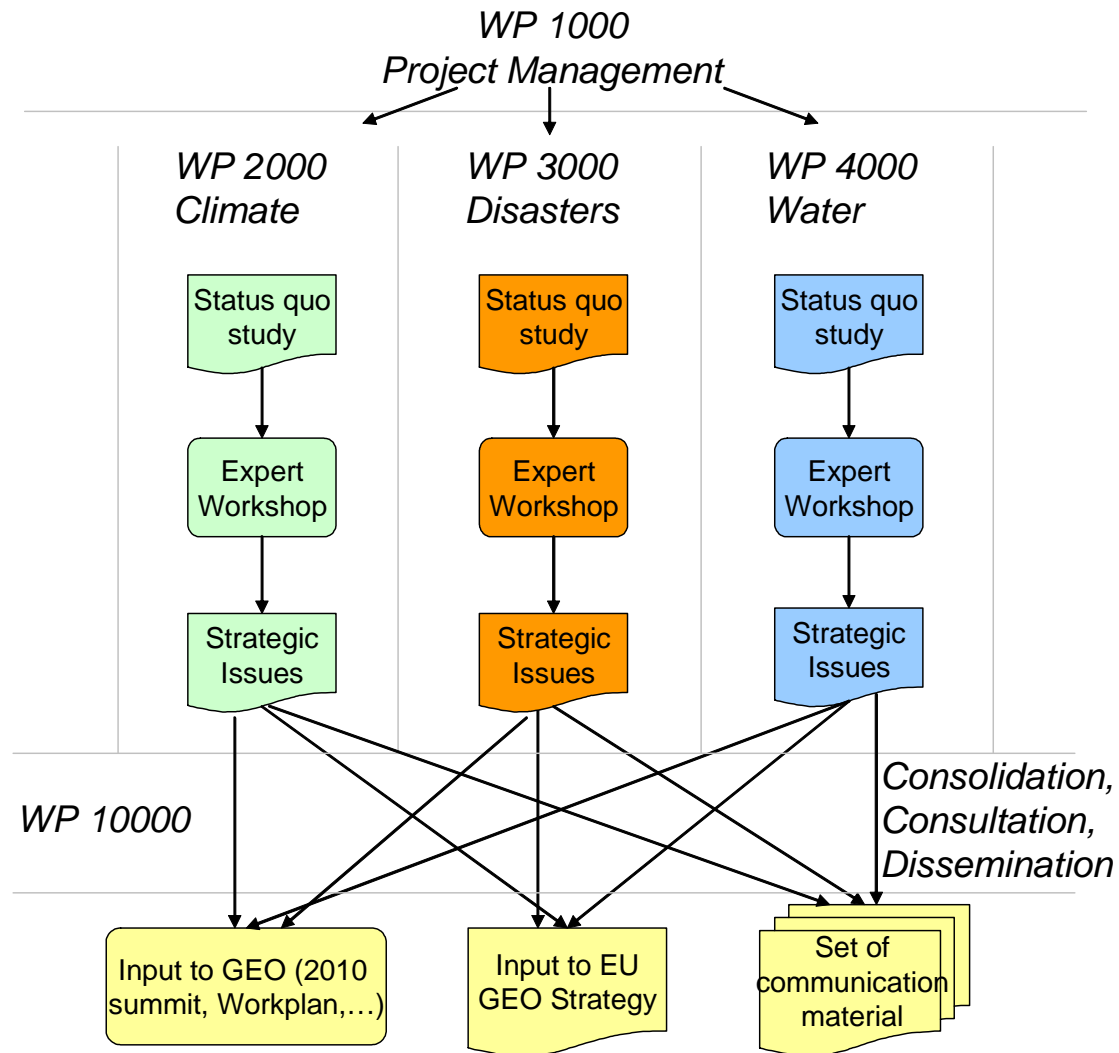 WP 1000
Project Management
WP 2000
Climate
WP 3000
Disasters
WP 4000
Water
Status quo
study
Status quo
study
Status quo
study
Expert
Workshop
Expert
Workshop
Expert
Workshop
Strategic
Issues
Strategic
Issues
Strategic
Issues
WP 10000
Consolidation,
Consultation,
Dissemination
Input to GEO (2010
summit, Workplan,…)
Input to EU
GEO Strategy
Set of
communication
material